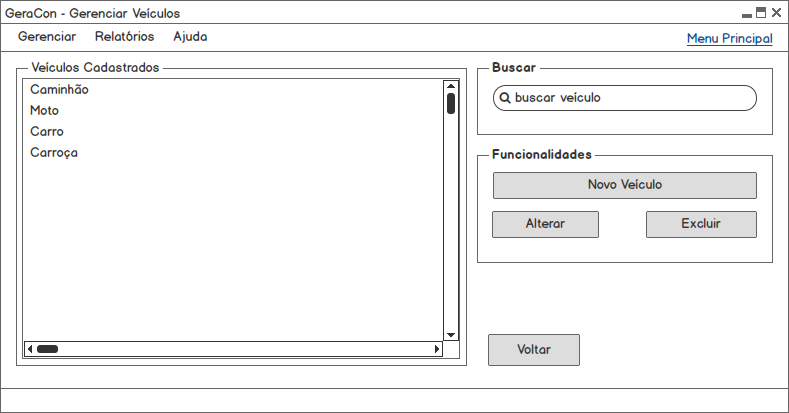 GeraCon - Gerenciar Veículos
Gerenciar Relatórios Ajuda Menu Principal
Veículos Cadastrados
Caminhão
Moto
Carro
Carroça
Buscar
buscar veículo
Funcionalidades
Novo Veículo
Alterar Excluir
Voltar